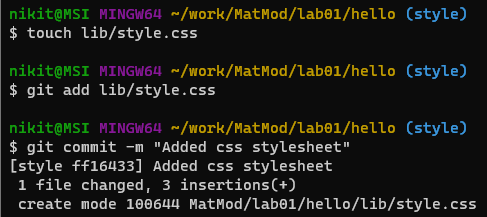 nikit@MSI MINGW64 ~/work/MatMod/lab01/hello (style)
$ touch lib/style.css
nikit@MSI MINGW64 ~/work/MatMod/lab01/hello (style)
$ git add lib/style.css
nikit@MSI MINGW64 ~/work/MatMod/lab01/hello (style)
$ git commit -m "Added css stylesheet"
[style ff16433] Added css stylesheet
 1 file changed, 3 insertions(+)
 create mode 100644 MatMod/lab01/hello/lib/style.css